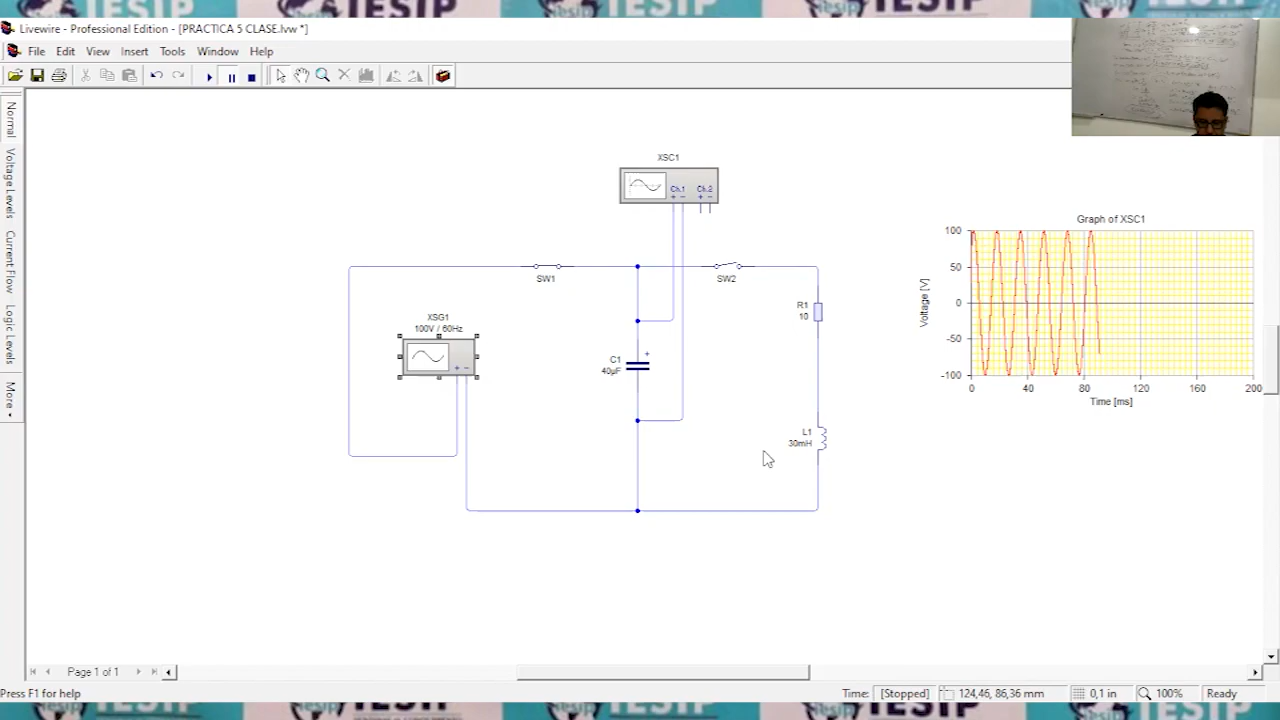 IESIP
IESIP
IESIP
Livewire - Professional Edition - [PRACTICA 5 CLASE.lvw *]
File Edit View Insert Tools Window Help
Normal
Voltage Levels
Current Flow
Logic Levels
More
XSC1
Ch.1 Ch.2
+ − + −
SW1
SW2
XSG1
100V / 60Hz
+ −
C1
40µF
+
R1
10
L1
30mH
Graph of XSC1
Voltage [V]
100
50
0
-50
-100
0 40 80 120 160 200
Time [ms]
Page 1 of 1
Press F1 for help
Time: [Stopped] 124,46, 86,36 mm 0,1 in 100% Ready